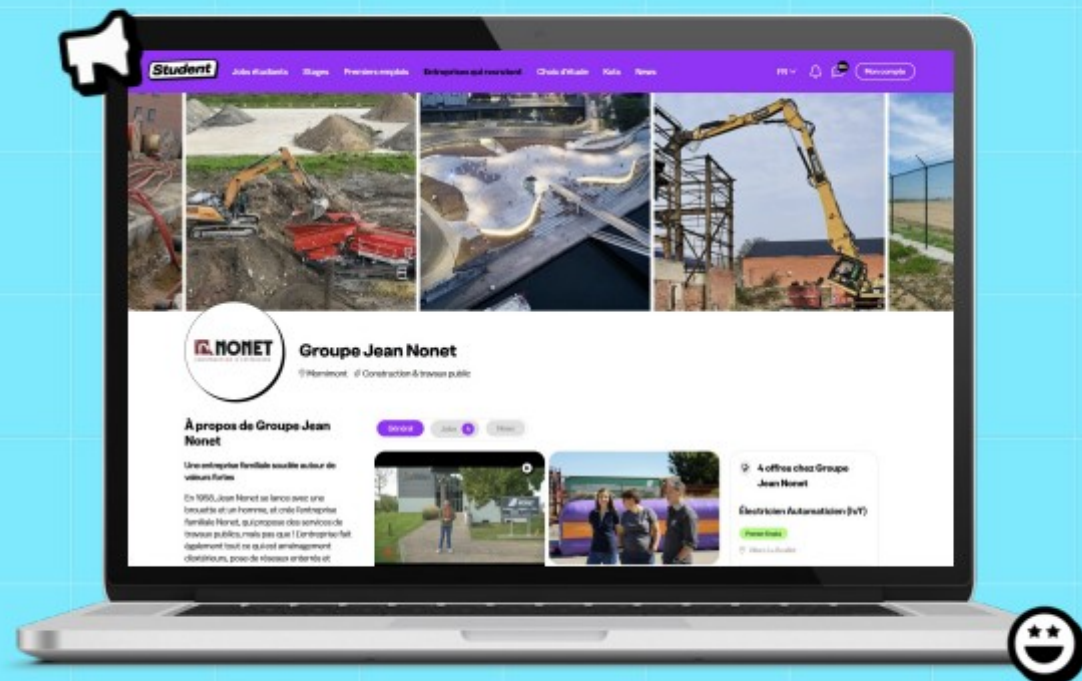 Student
Jobs étudiants Stages Premiers emplois Entreprises qui recrutent Choix d'étude Kots News FR Mon compte
NONET
Groupe Jean Nonet
Mornimont Construction & travaux public
À propos de Groupe Jean
Nonet
Général Jobs News
Une entreprise familiale soudée autour de
valeurs fortes
En 1958, Jean Nonet se lance avec une
brouette et un homme, et crée l'entreprise
familiale Nonet, qui propose des services de
travaux publics, mais pas que ! L'entreprise fait
également tout ce qui est aménagement
d'extérieurs, pose de réseaux enterrés et
4 offres chez Groupe
Jean Nonet
Électricien Automaticien (h/f)
Premier Emploi